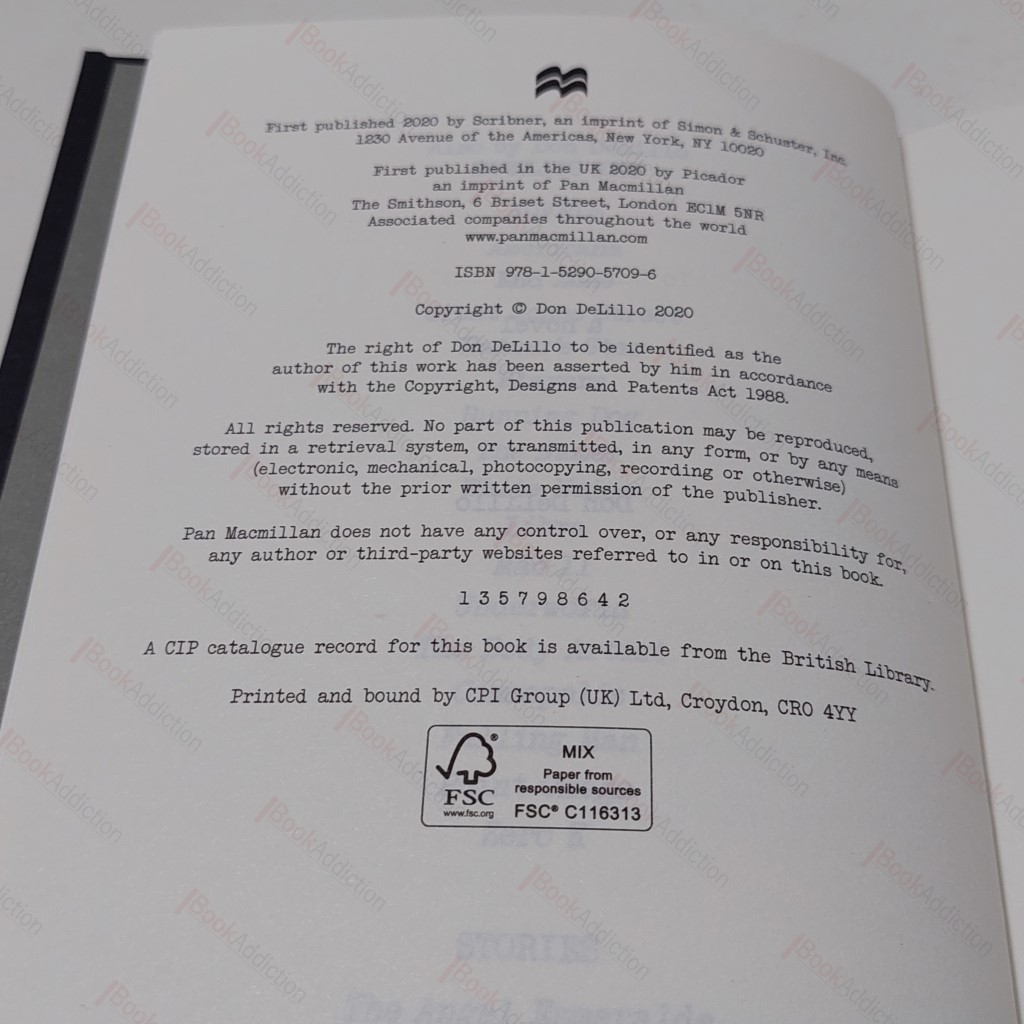 First published 2020 by Scribner, an imprint of Simon & Schuster, Inc.
1230 Avenue of the Americas, New York, NY 10020
First published in the UK 2020 by Picador
an imprint of Pan Macmillan
The Smithson, 6 Briset Street, London EC1M 5NR
Associated companies throughout the world
www.panmacmillan.com
ISBN 978-1-5290-5709-6
Copyright © Don DeLillo 2020
The right of Don DeLillo to be identified as the
author of this work has been asserted by him in accordance
with the Copyright, Designs and Patents Act 1988.
All rights reserved. No part of this publication may be reproduced,
stored in a retrieval system, or transmitted, in any form, or by any means
(electronic, mechanical, photocopying, recording or otherwise)
without the prior written permission of the publisher.
Pan Macmillan does not have any control over, or any responsibility for,
any author or third-party websites referred to in or on this book.
1 3 5 7 9 8 6 4 2
A CIP catalogue record for this book is available from the British Library.
Printed and bound by CPI Group (UK) Ltd, Croydon, CR0 4YY
FSC
www.fsc.org
MIX
Paper from
responsible sources
FSC® C116313
STORIES
The Angel Esmeralda
BookAddiction